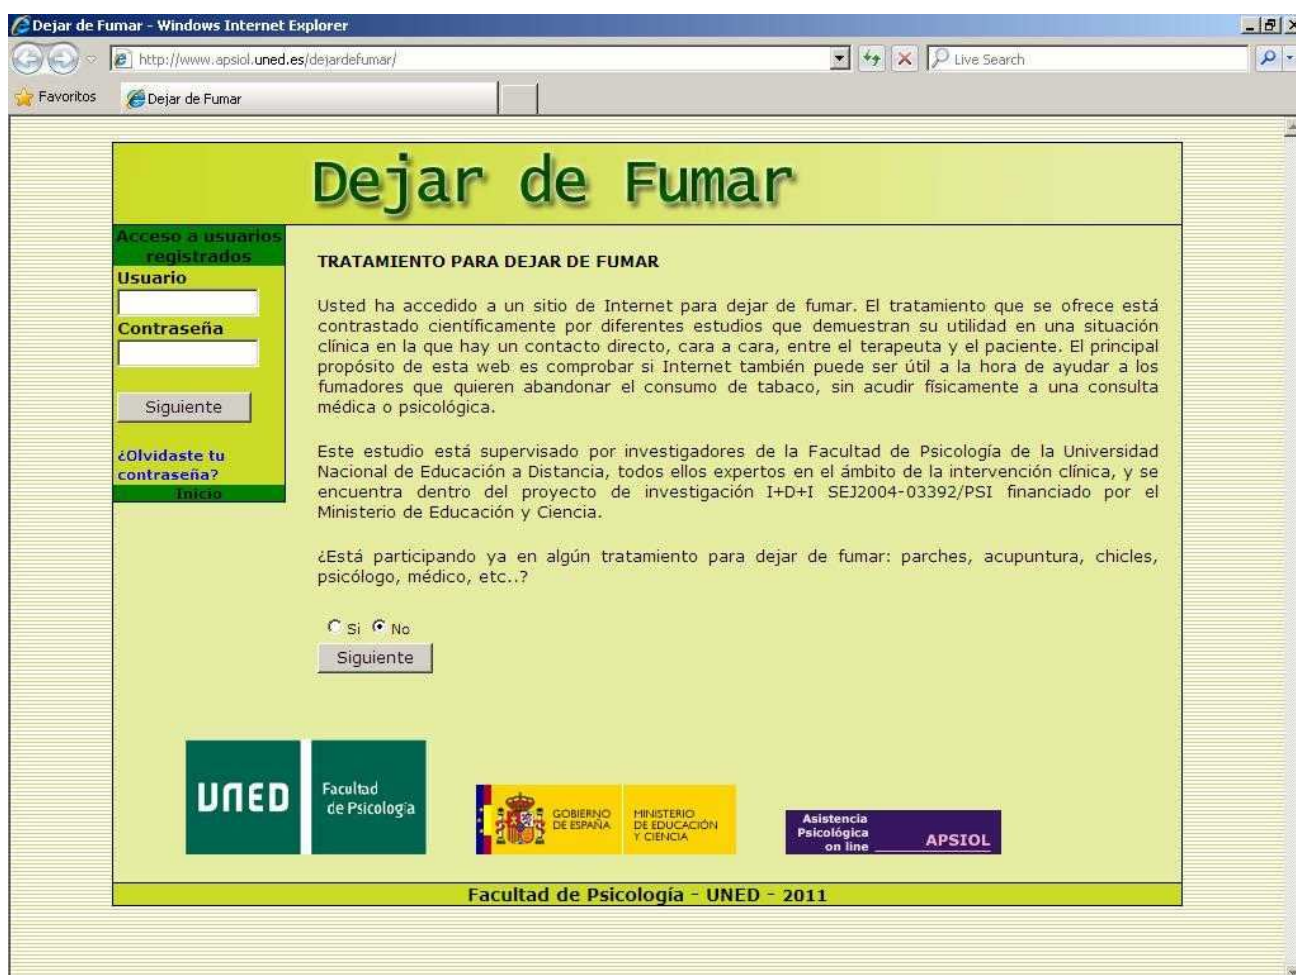 Dejar de Fumar - Windows Internet Explorer
http://www.apsiol.uned.es/dejardefumar/
Live Search
Favoritos
Dejar de Fumar
Dejar de Fumar
Acceso a usuarios
registrados
Usuario
Contraseña
Siguiente
¿Olvidaste tu
contraseña?
Inicio
TRATAMIENTO PARA DEJAR DE FUMAR
Usted ha accedido a un sitio de Internet para dejar de fumar. El tratamiento que se ofrece está
contrastado científicamente por diferentes estudios que demuestran su utilidad en una situación
clínica en la que hay un contacto directo, cara a cara, entre el terapeuta y el paciente. El principal
propósito de esta web es comprobar si Internet también puede ser útil a la hora de ayudar a los
fumadores que quieren abandonar el consumo de tabaco, sin acudir físicamente a una consulta
médica o psicológica.
Este estudio está supervisado por investigadores de la Facultad de Psicología de la Universidad
Nacional de Educación a Distancia, todos ellos expertos en el ámbito de la intervención clínica, y se
encuentra dentro del proyecto de investigación I+D+I SEJ2004-03392/PSI financiado por el
Ministerio de Educación y Ciencia.
¿Está participando ya en algún tratamiento para dejar de fumar: parches, acupuntura, chicles,
psicólogo, médico, etc..?
Si No
Siguiente
UNED
Facultad
de Psicología
GOBIERNO
DE ESPAÑA
MINISTERIO
DE EDUCACIÓN
Y CIENCIA
Asistencia
Psicológica
on line
APSIOL
Facultad de Psicología - UNED - 2011